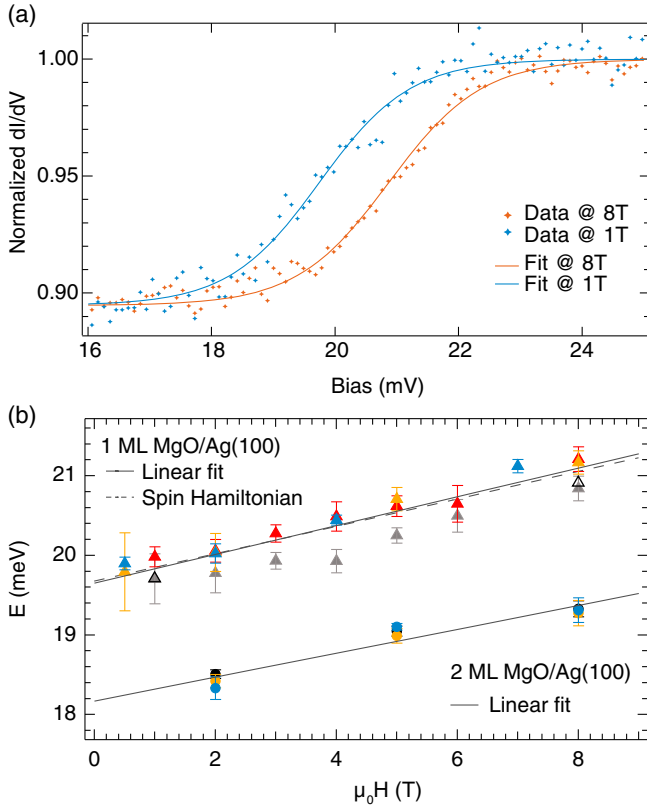 (a)
1.00
0.95
0.90
Normalized dI/dV
Data @ 8T
Data @ 1T
Fit @ 8T
Fit @ 1T
16
18
20
22
24
Bias (mV)
(b)
1 ML MgO/Ag(100)
Linear fit
Spin Hamiltonian
21
20
19
18
E (meV)
2 ML MgO/Ag(100)
Linear fit
0
2
4
6
8
μ₀H (T)